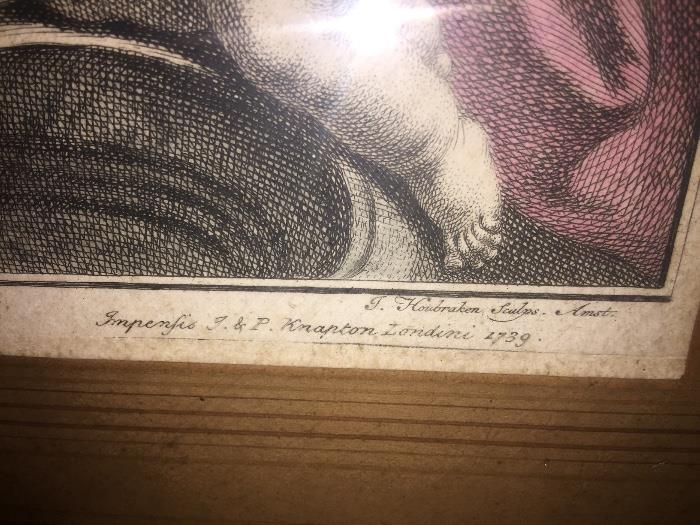 J. Houbraken Sculps. Amst.
Impensis J. & P. Knapton Londini 1739.